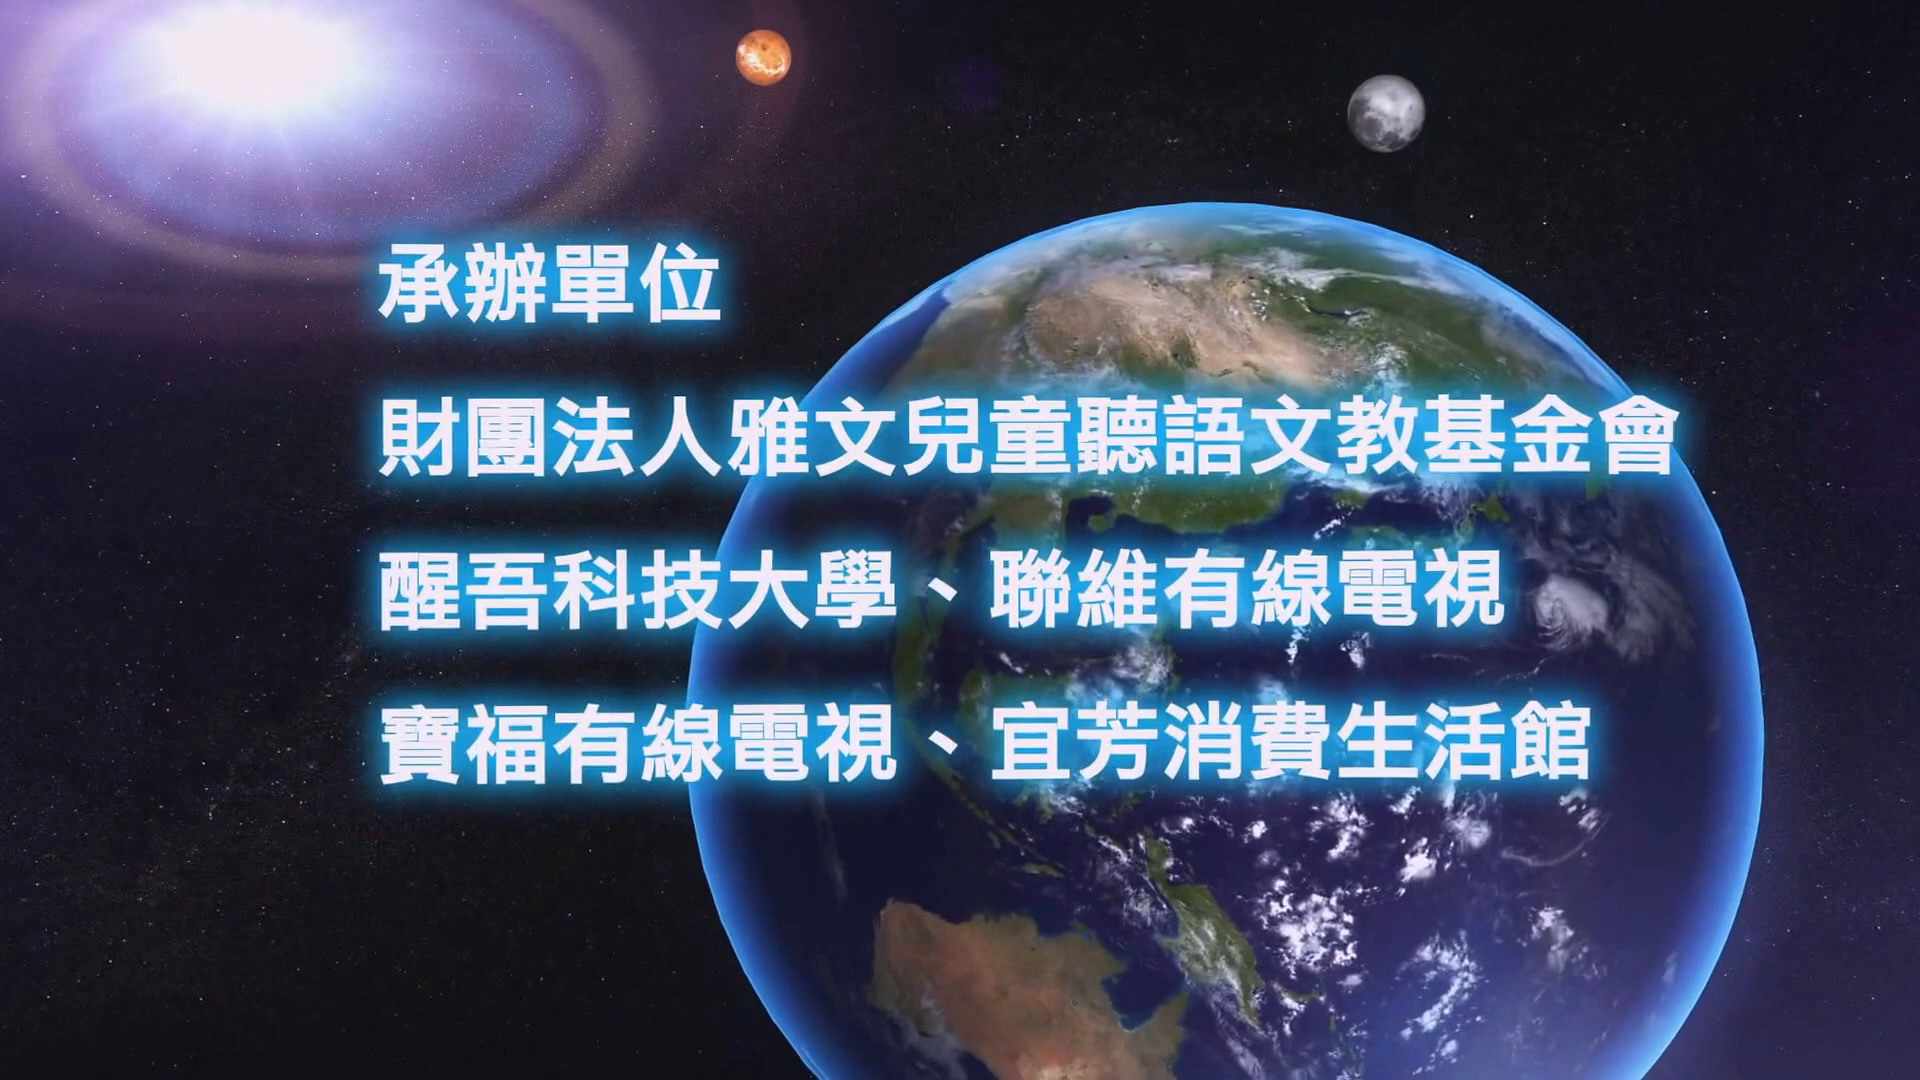 承辦單位
財團法人雅文兒童聽語文教基金會
醒吾科技大學、聯維有線電視
寶福有線電視、宜芳消費生活館